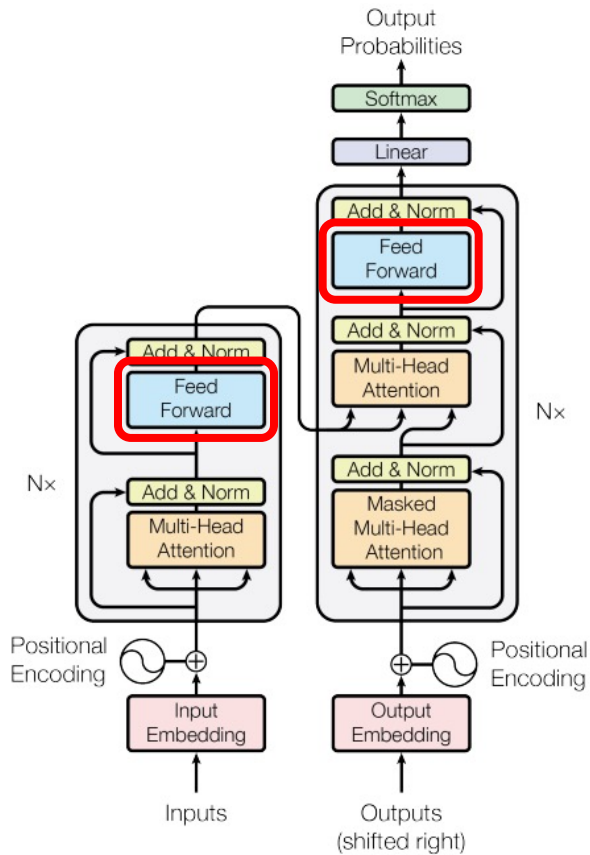 Output
Probabilities
Softmax
Linear
Add & Norm
Feed
Forward
Add & Norm
Multi-Head
Attention
Add & Norm
Masked
Multi-Head
Attention
Nx
Add & Norm
Feed
Forward
Add & Norm
Multi-Head
Attention
Nx
Positional
Encoding
Positional
Encoding
Input
Embedding
Output
Embedding
Inputs
Outputs
(shifted right)